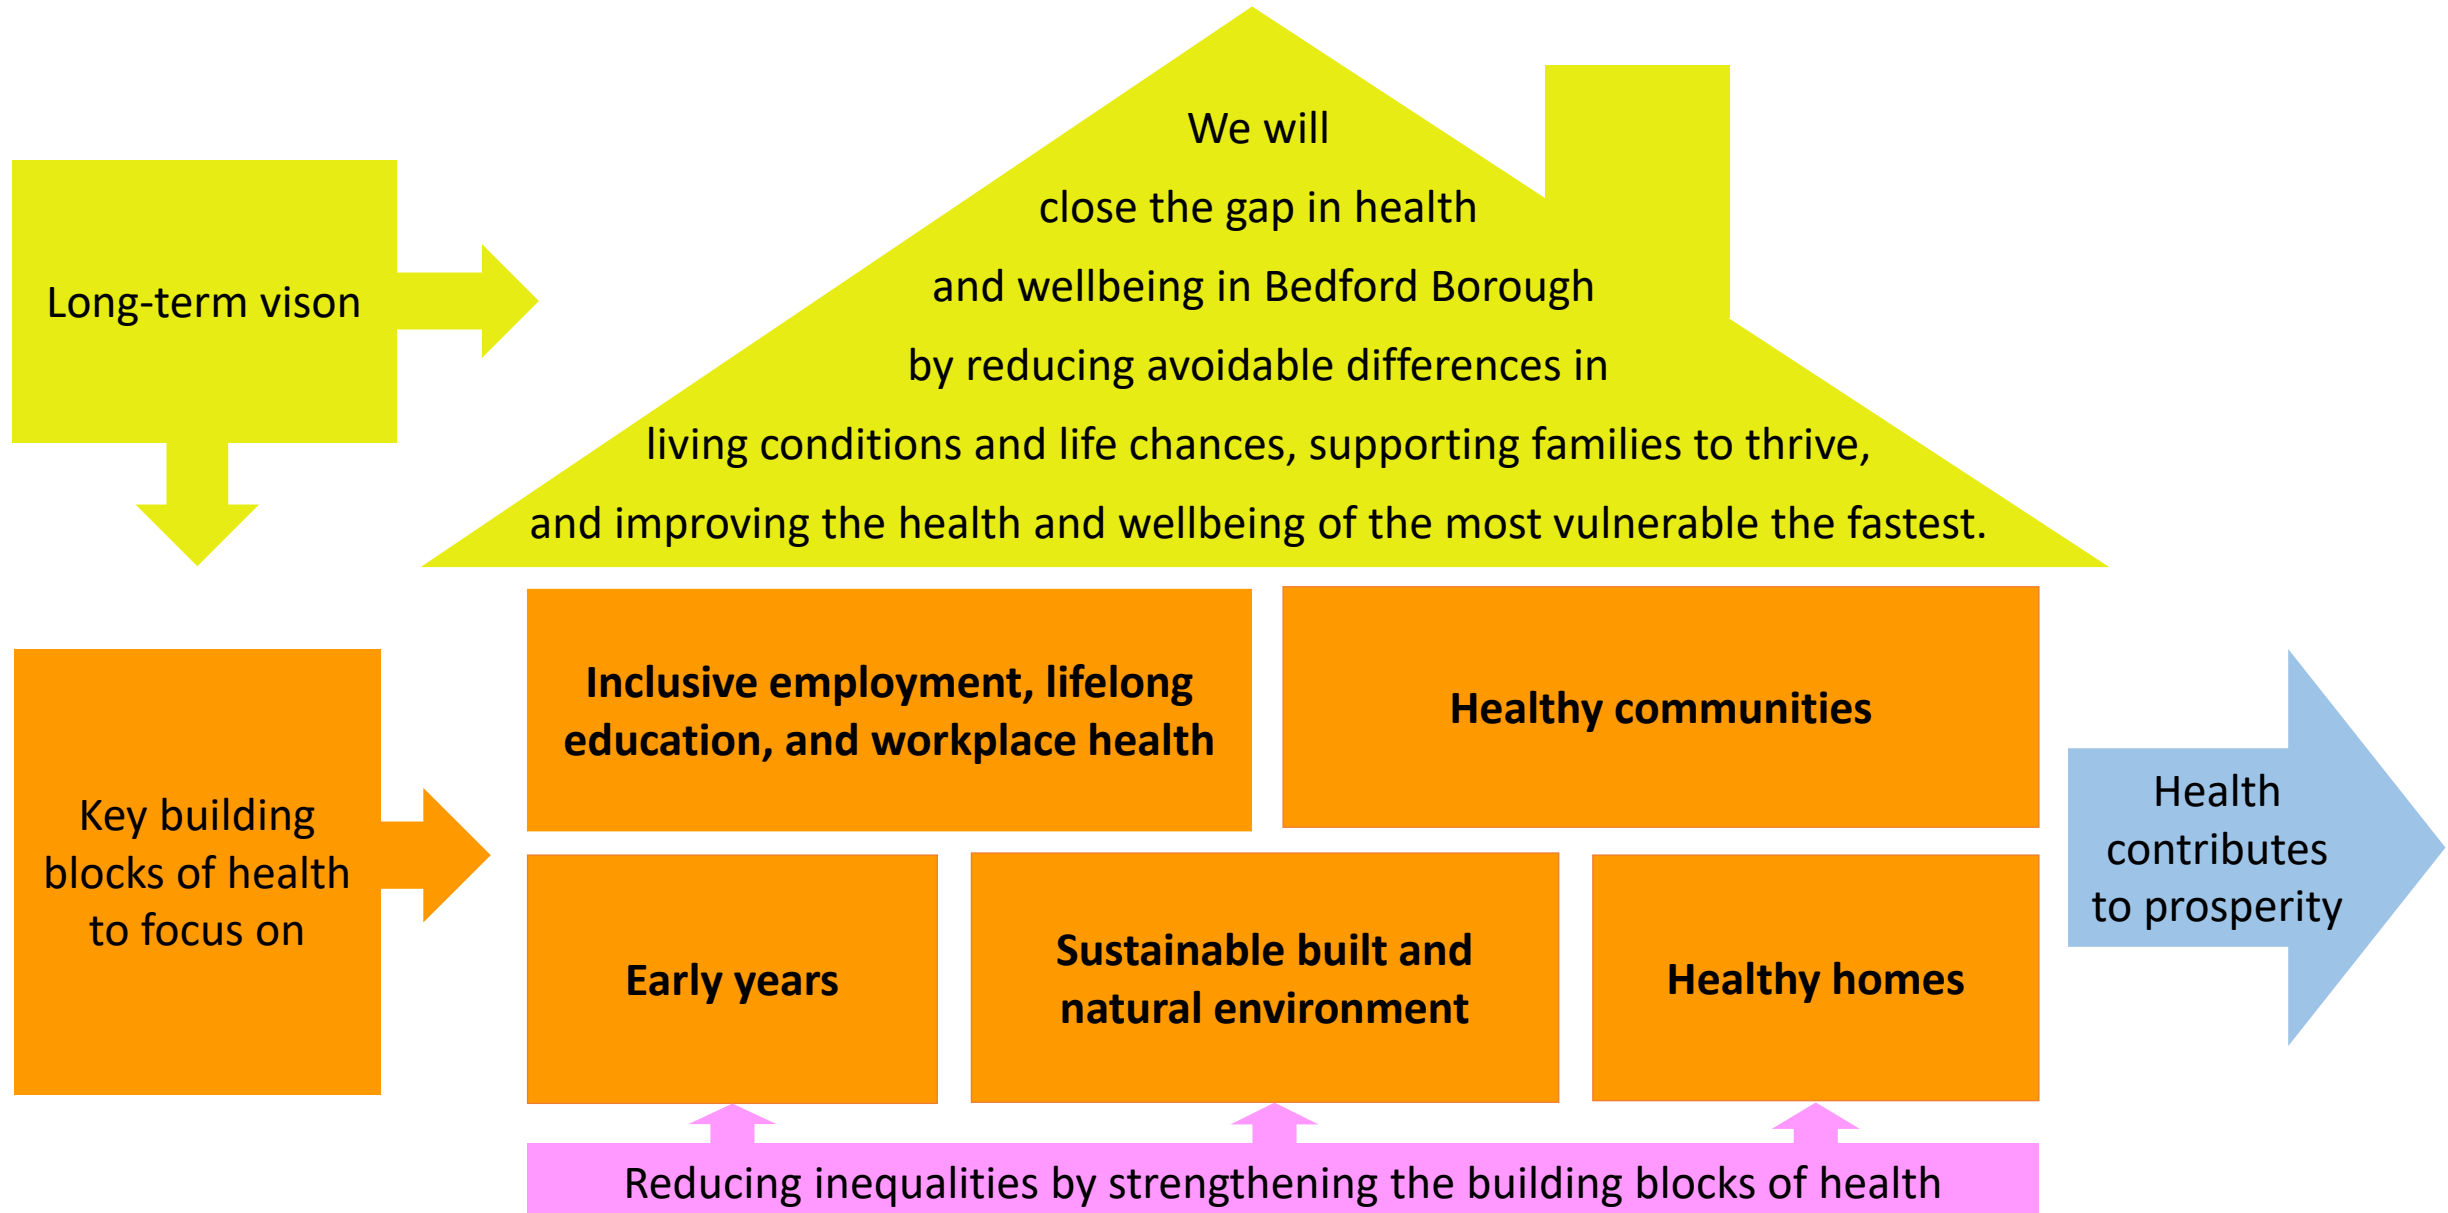 We will
close the gap in health
and wellbeing in Bedford Borough
by reducing avoidable differences in
living conditions and life chances, supporting families to thrive,
and improving the health and wellbeing of the most vulnerable the fastest.
Long-term vison
Key building
blocks of health
to focus on
Inclusive employment, lifelong
education, and workplace health
Healthy communities
Early years
Sustainable built and
natural environment
Healthy homes
Health
contributes
to prosperity
Reducing inequalities by strengthening the building blocks of health